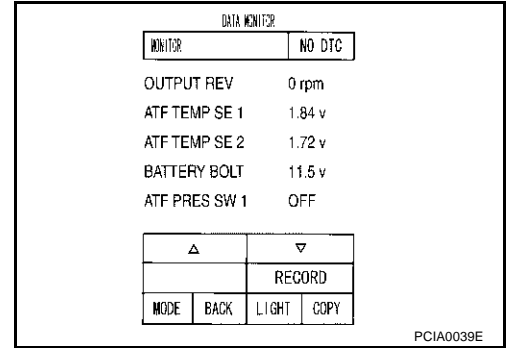 DATA MONITOR
MONITOR NO DTC
OUTPUT REV 0 rpm
ATF TEMP SE 1 1.84 v
ATF TEMP SE 2 1.72 v
BATTERY BOLT 11.5 v
ATF PRES SW 1 OFF
△ ▽
RECORD
MODE BACK LIGHT COPY
PCIA0039E